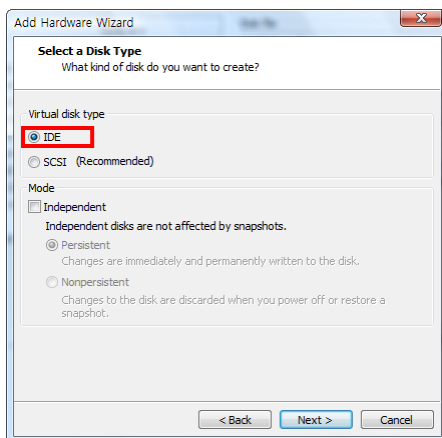 Add Hardware Wizard
Select a Disk Type
What kind of disk do you want to create?
Virtual disk type
IDE
SCSI (Recommended)
Mode
Independent
Independent disks are not affected by snapshots.
Persistent
Changes are immediately and permanently written to the disk.
Nonpersistent
Changes to the disk are discarded when you power off or restore a
snapshot.
< Back Next > Cancel